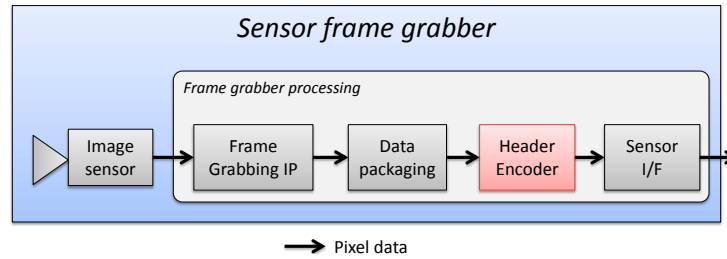 Sensor frame grabber
Frame grabber processing
Image
sensor
Frame
Grabbing IP
Data
packaging
Header
Encoder
Sensor
I/F
Pixel data